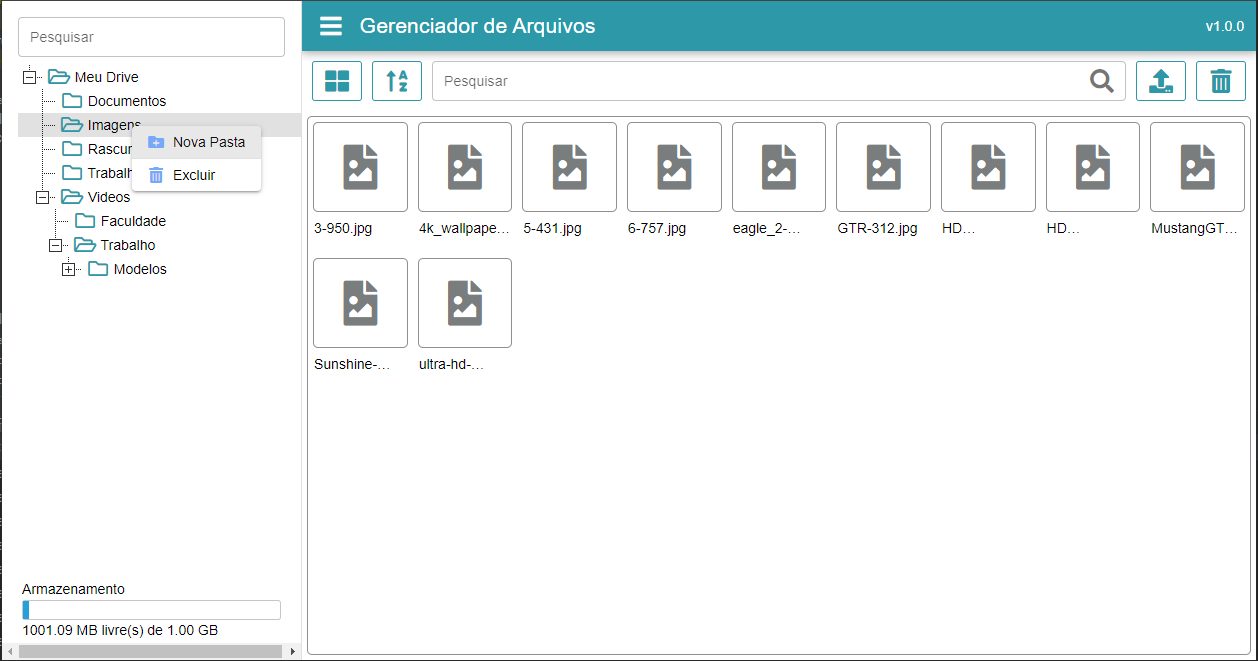 Pesquisar
Meu Drive
Documentos
Imagens
Rascun
Trabalh
Videos
Faculdade
Trabalho
Modelos
Nova Pasta
Excluir
Armazenamento
1001.09 MB livre(s) de 1.00 GB
Gerenciador de Arquivos
v1.0.0
Pesquisar
3-950.jpg
4k_wallpape...
5-431.jpg
6-757.jpg
eagle_2-...
GTR-312.jpg
HD...
HD...
MustangGT...
Sunshine-...
ultra-hd-...